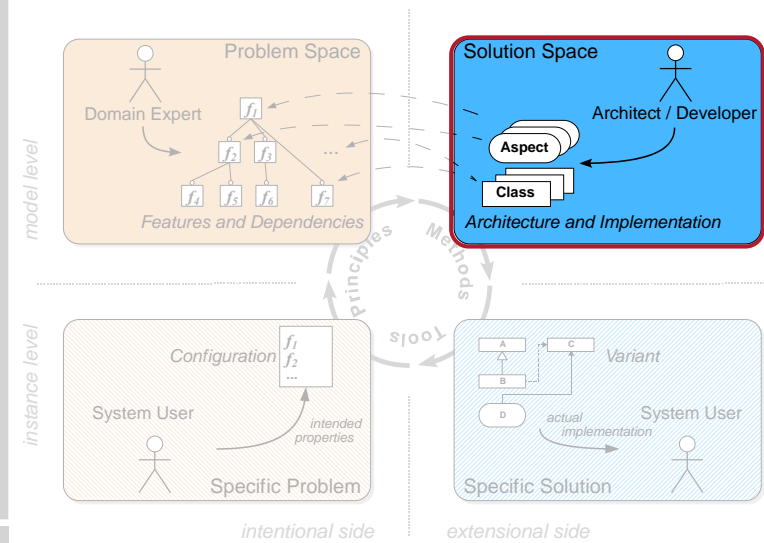 Problem Space
Domain Expert
f1
f2
f3
...
f4
f5
f6
f7
Features and Dependencies
model level
Solution Space
Architect / Developer
Aspect
Class
Architecture and Implementation
Principles
Methods
Tools
instance level
Configuration
f1
f2
...
System User
intended
properties
Specific Problem
A
C
B
D
Variant
System User
actual
implementation
Specific Solution
intentional side
extensional side